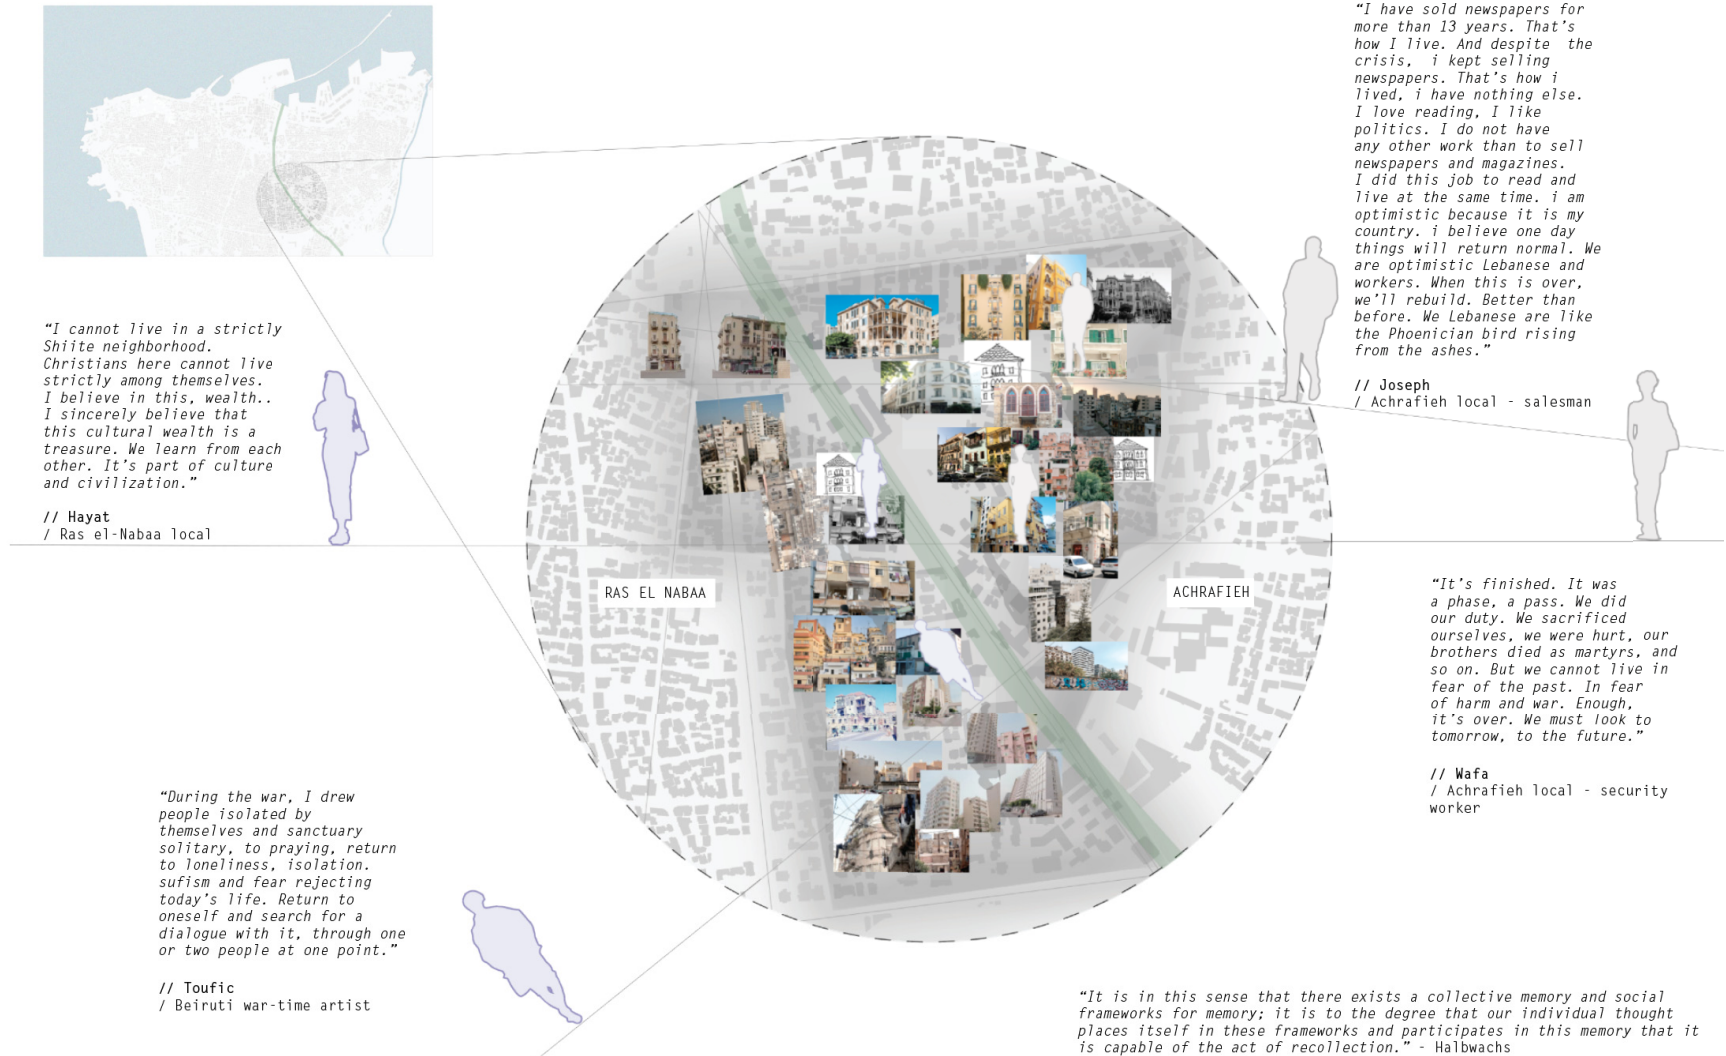 “I have sold newspapers for
more than 13 years. That’s
how I live. And despite  the
crisis,  i kept selling
newspapers. That’s how i
lived, i have nothing else.
I love reading, I like
politics. I do not have
any other work than to sell
newspapers and magazines.
I did this job to read and
live at the same time. i am
optimistic because it is my
country. i believe one day
things will return normal. We
are optimistic Lebanese and
workers. When this is over,
we’ll rebuild. Better than
before. We Lebanese are like
the Phoenician bird rising
from the ashes.”
// Joseph
/ Achrafieh local - salesman
“I cannot live in a strictly
Shiite neighborhood.
Christians here cannot live
strictly among themselves.
I believe in this, wealth..
I sincerely believe that
this cultural wealth is a
treasure. We learn from each
other. It’s part of culture
and civilization.”
// Hayat
/ Ras el-Nabaa local
RAS EL NABAA
ACHRAFIEH
“It’s finished. It was
a phase, a pass. We did
our duty. We sacrificed
ourselves, we were hurt, our
brothers died as martyrs, and
so on. But we cannot live in
fear of the past. In fear
of harm and war. Enough,
it’s over. We must look to
tomorrow, to the future.”
// Wafa
/ Achrafieh local - security
worker
“During the war, I drew
people isolated by
themselves and sanctuary
solitary, to praying, return
to loneliness, isolation.
sufism and fear rejecting
today’s life. Return to
oneself and search for a
dialogue with it, through one
or two people at one point.”
// Toufic
/ Beiruti war-time artist
“It is in this sense that there exists a collective memory and social
frameworks for memory; it is to the degree that our individual thought
places itself in these frameworks and participates in this memory that it
is capable of the act of recollection.” - Halbwachs